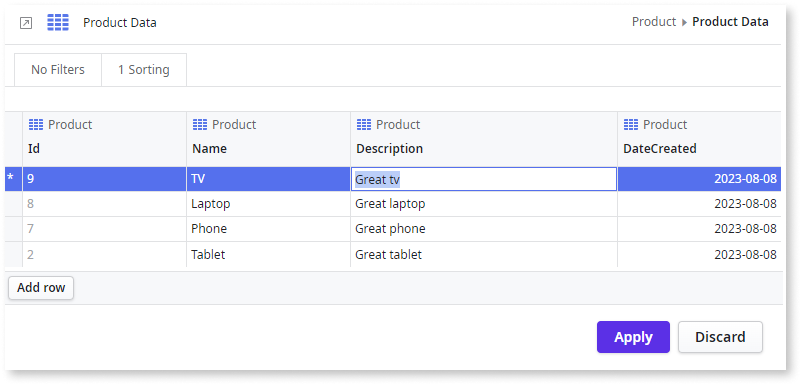 Product Data
Product Product Data
No Filters 1 Sorting
Product Product Product Product
Id Name Description DateCreated
* 9 TV Great tv 2023-08-08
8 Laptop Great laptop 2023-08-08
7 Phone Great phone 2023-08-08
2 Tablet Great tablet 2023-08-08
Add row
Apply Discard